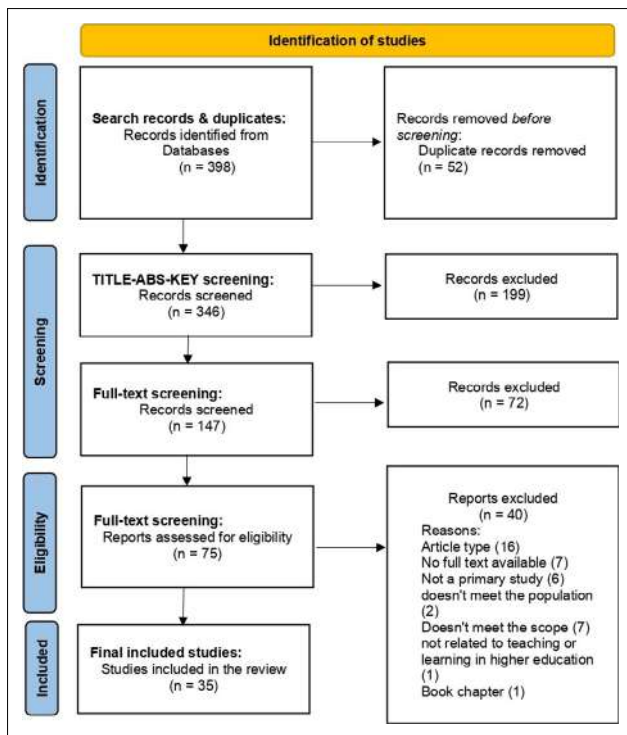 Identification of studies
Identification
Search records & duplicates:
Records identified from
Databases
(n = 398)
Records removed before
screening:
Duplicate records removed
(n = 52)
Screening
TITLE-ABS-KEY screening:
Records screened
(n = 346)
Records excluded
(n = 199)
Full-text screening:
Records screened
(n = 147)
Records excluded
(n = 72)
Eligibility
Full-text screening:
Reports assessed for eligibility
(n = 75)
Reports excluded
(n = 40)
Reasons:
Article type (16)
No full text available (7)
Not a primary study (6)
doesn't meet the population
(2)
Doesn't meet the scope (7)
not related to teaching or
learning in higher education
(1)
Book chapter (1)
Included
Final included studies:
Studies included in the review
(n = 35)